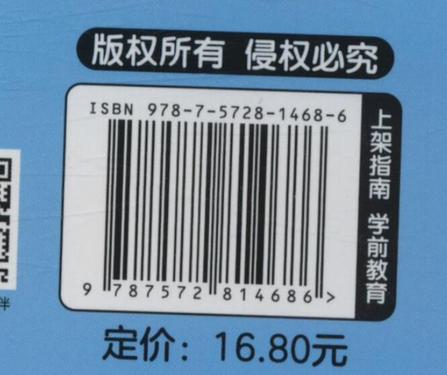 版权所有 侵权必究
ISBN 978-7-5728-1468-6
9 787572 814686 >
上架指南 学前教育
定价：16.80元
伴